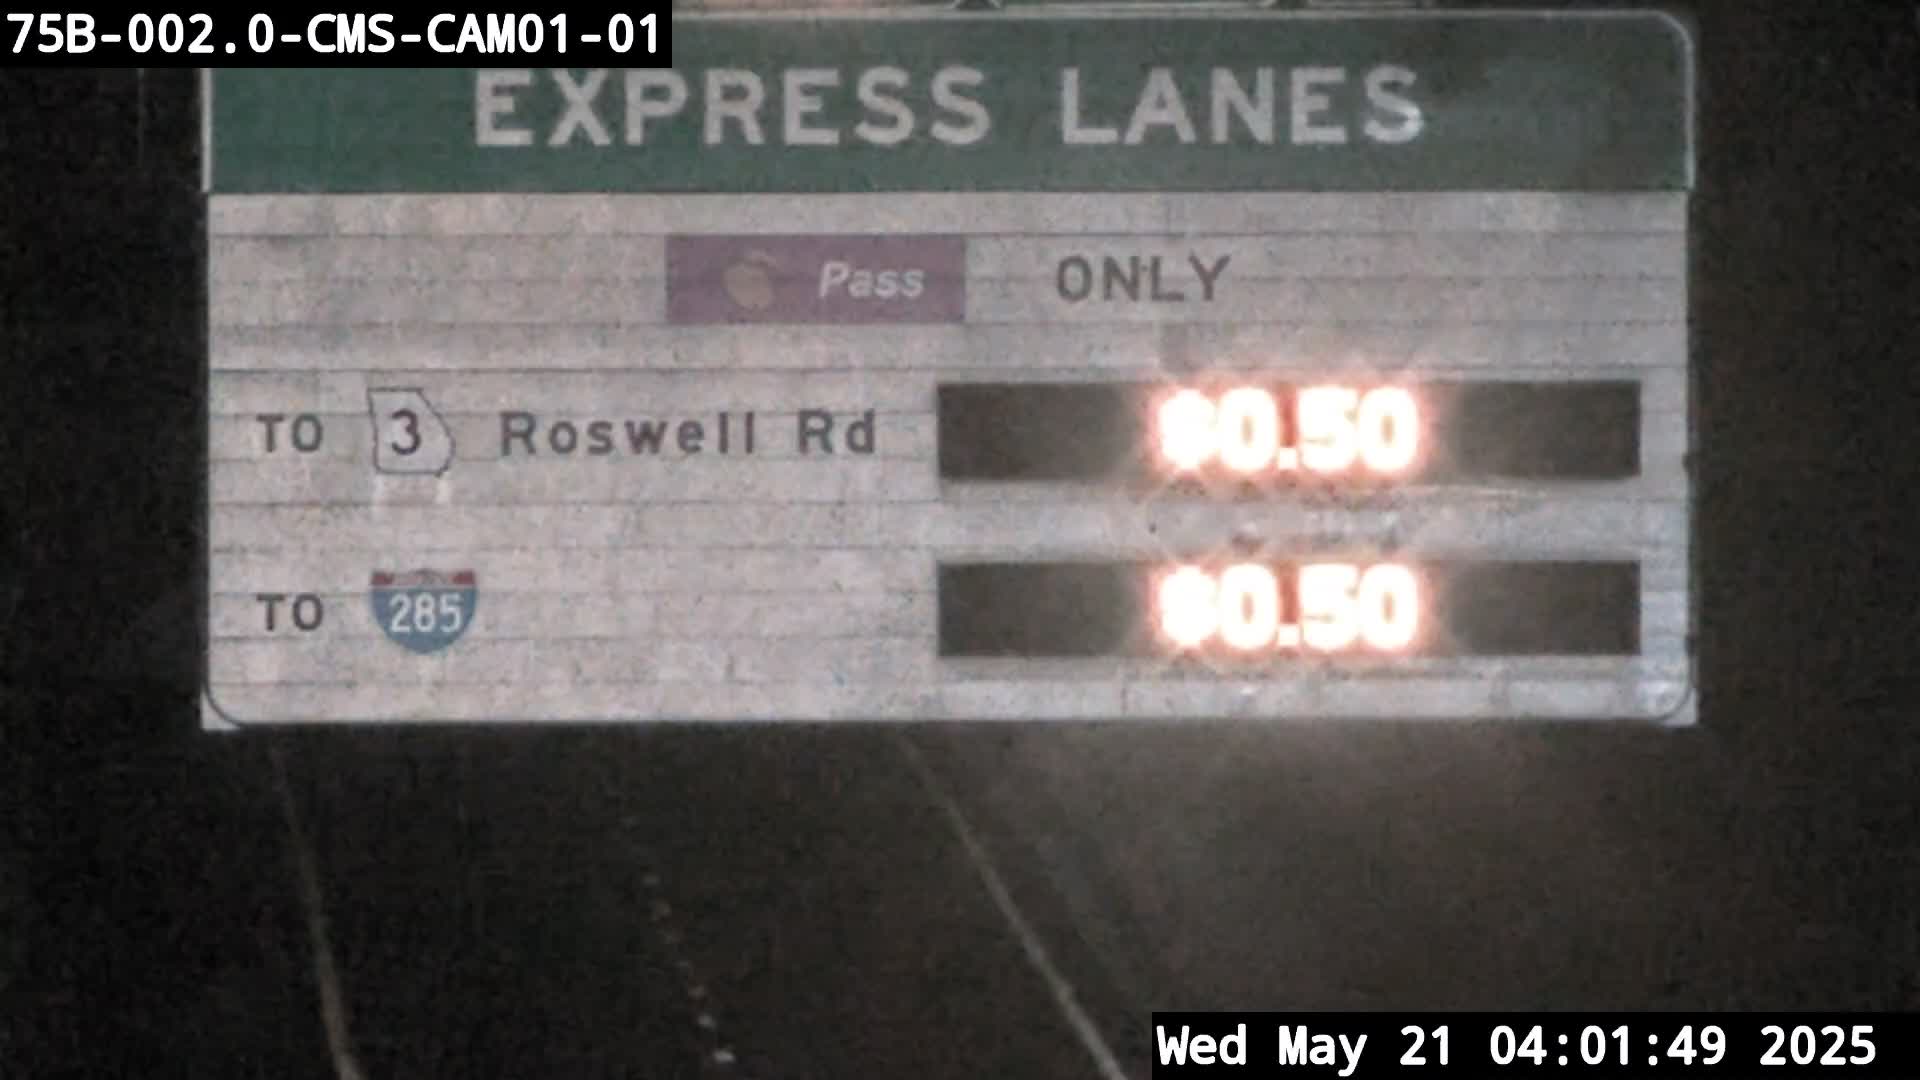 75B-002.0-CMS-CAM01-01
EXPRESS LANES
Pass ONLY
TO 3 Roswell Rd $0.50
TO 285 $0.50
Wed May 21 04:01:49 2025